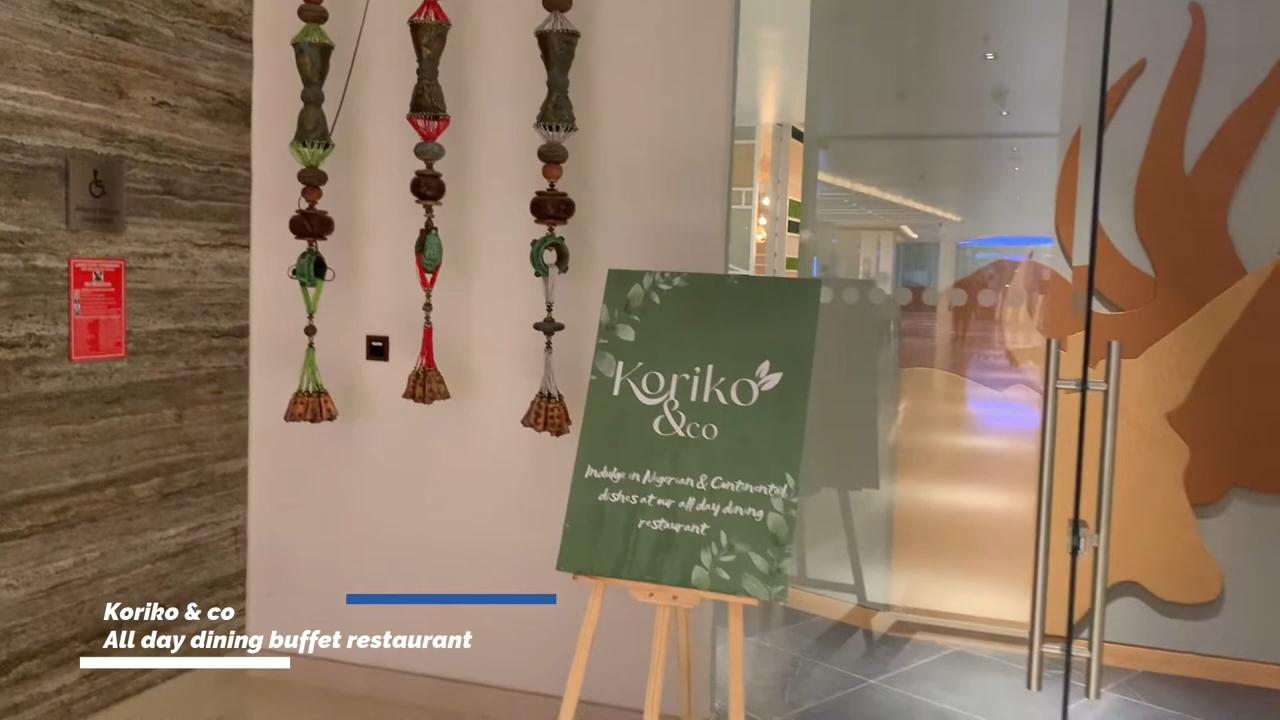 Koriko
&co
Indulge in Nigerian & Continental
dishes at our all day dining
restaurant
Koriko & co
All day dining buffet restaurant